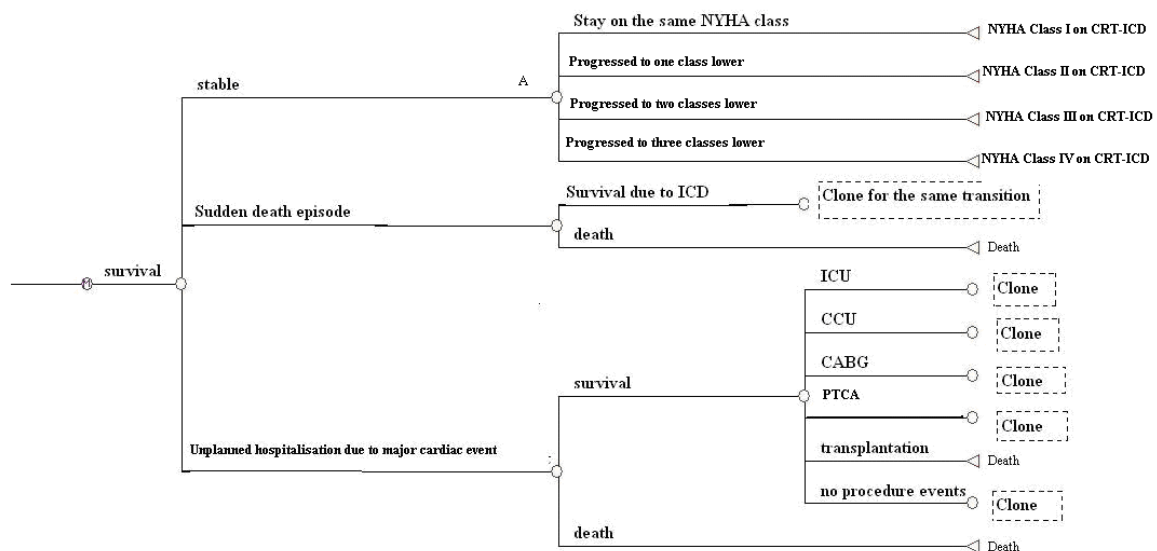 Stay on the same NYHA class
NYHA Class I on CRT-ICD
Progressed to one class lower
NYHA Class II on CRT-ICD
stable
A
Progressed to two classes lower
NYHA Class III on CRT-ICD
Progressed to three classes lower
NYHA Class IV on CRT-ICD
Survival due to ICD
Clone for the same transition
Sudden death episode
death
Death
M
survival
ICU
Clone
CCU
Clone
CABG
Clone
survival
PTCA
Clone
Unplanned hospitalisation due to major cardiac event
:
transplantation
Death
no procedure events
Clone
death
Death